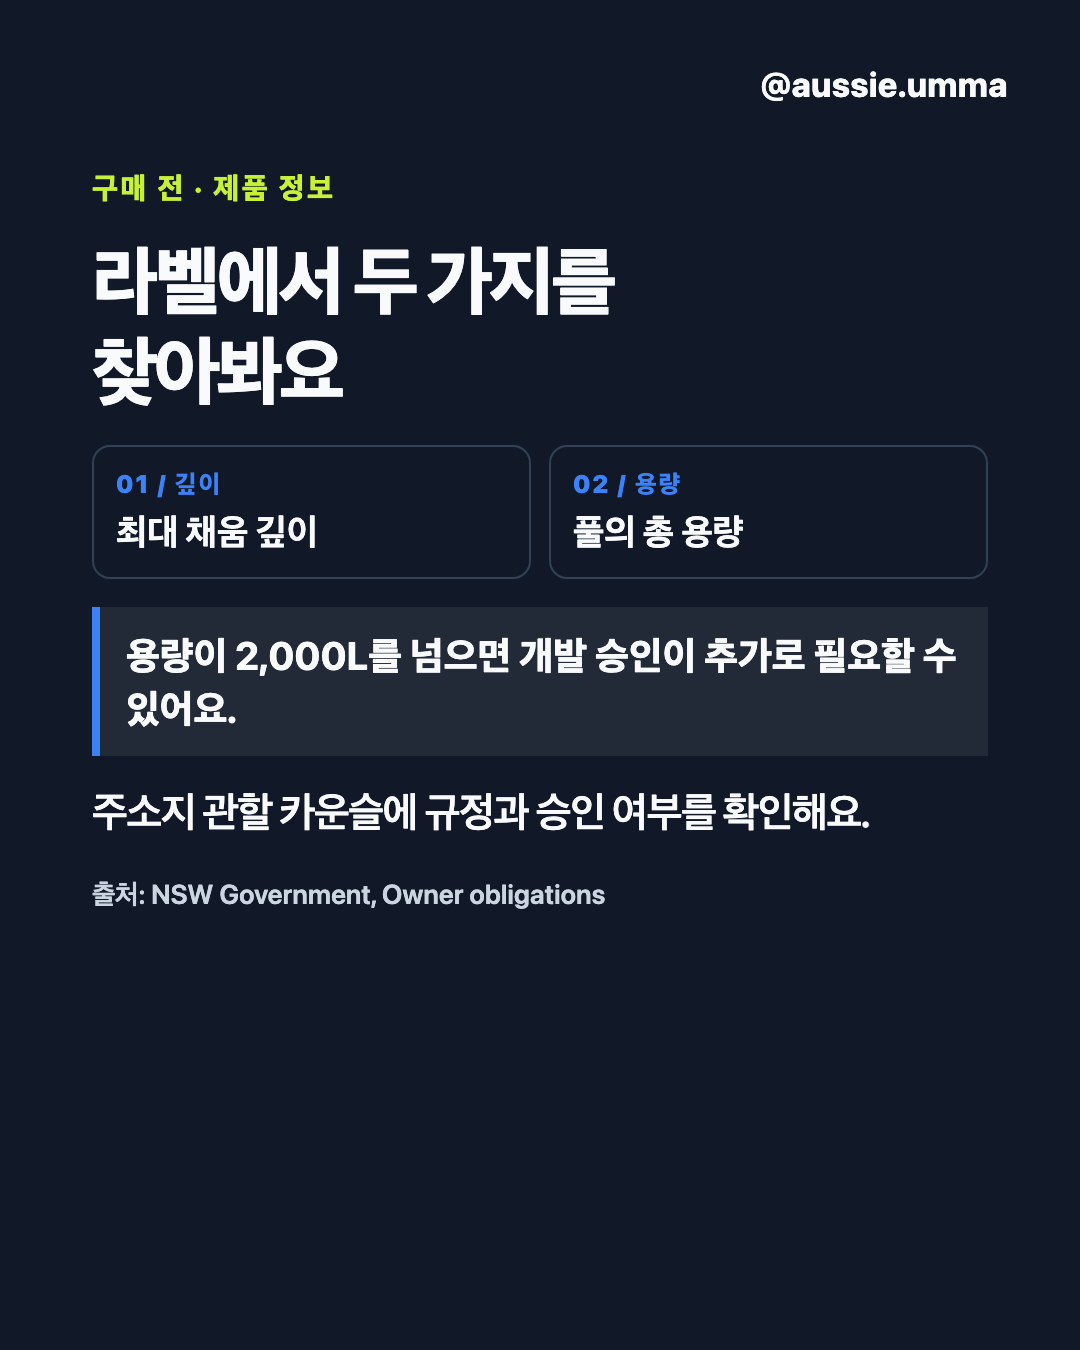 @aussie.umma
구매 전 · 제품 정보
라벨에서 두 가지를
찾아봐요
01 / 깊이
최대 채움 깊이
02 / 용량
풀의 총 용량
용량이 2,000L를 넘으면 개발 승인이 추가로 필요할 수
있어요.
주소지 관할 카운슬에 규정과 승인 여부를 확인해요.
출처: NSW Government, Owner obligations